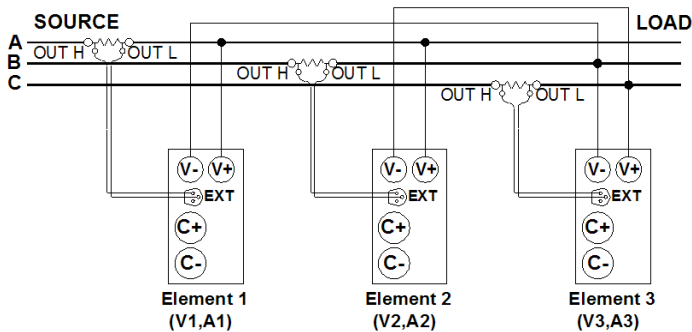 SOURCE LOAD
A
OUT H OUT L
B
OUT H OUT L
C
OUT H OUT L
V- V+ V- V+ V- V+
EXT EXT EXT
C+ C+ C+
C- C- C-
Element 1 Element 2 Element 3
(V1,A1) (V2,A2) (V3,A3)